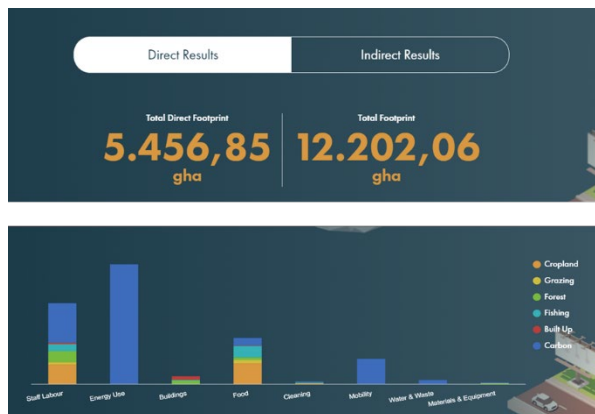 Direct Results
Indirect Results
Total Direct Footprint
Total Footprint
5.456,85
12.202,06
gha
gha
Cropland
Grazing
Forest
Fishing
Built Up
Carbon
Staff Labour
Energy Use
Buildings
Food
Cleaning
Mobility
Water & Waste
Materials & Equipment